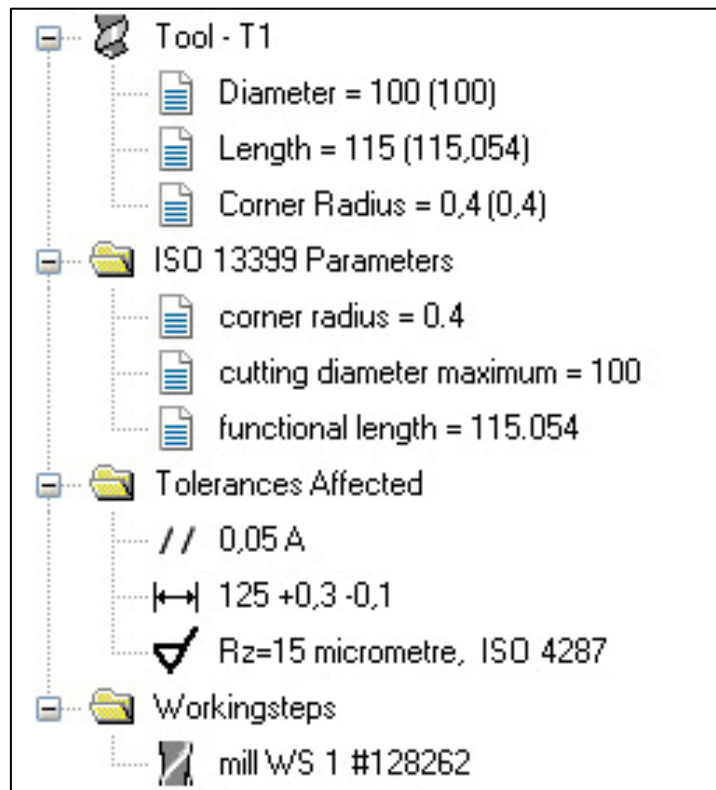 Tool - T1
Diameter = 100 (100)
Length = 115 (115,054)
Corner Radius = 0,4 (0,4)
ISO 13399 Parameters
corner radius = 0.4
cutting diameter maximum = 100
functional length = 115.054
Tolerances Affected
// 0,05 A
125 +0,3 -0,1
Rz=15 micrometre, ISO 4287
Workingsteps
mill WS 1 #128262